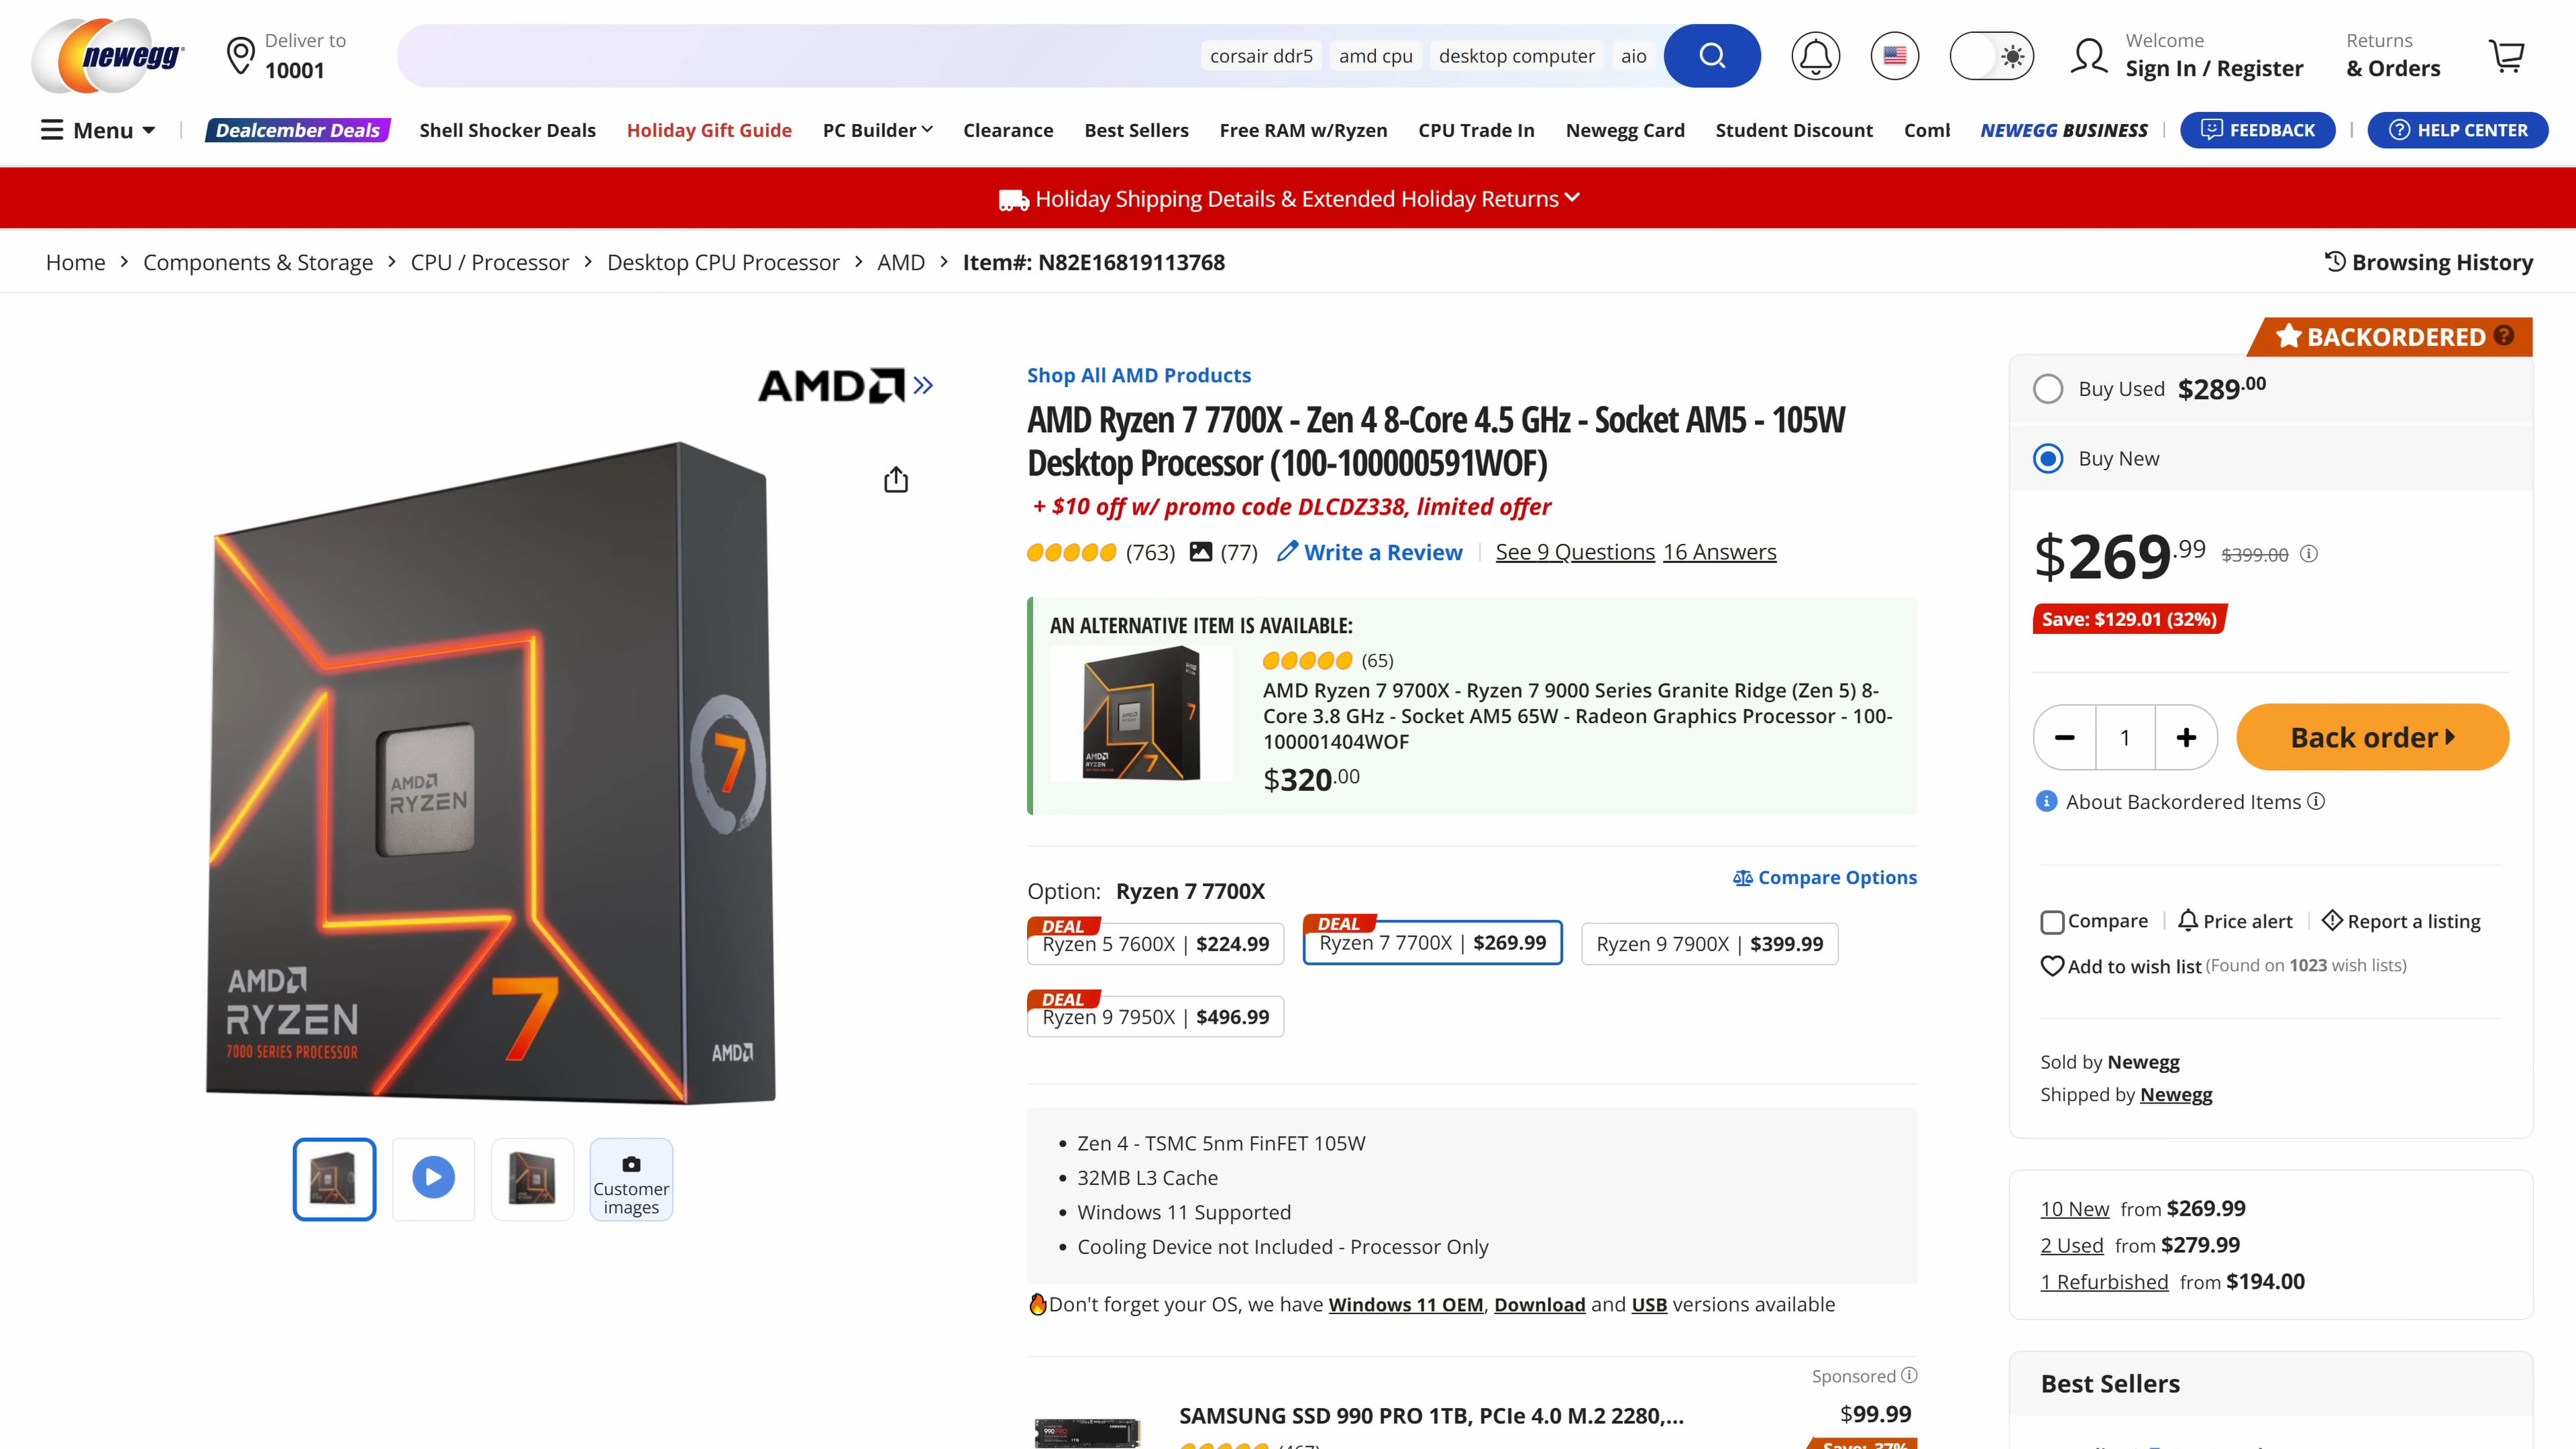 newegg
Deliver to
10001
corsair ddr5
amd cpu
desktop computer
aio
Welcome
Sign In / Register
Returns
& Orders
Menu
Dealcember Deals
Shell Shocker Deals
Holiday Gift Guide
PC Builder
Clearance
Best Sellers
Free RAM w/Ryzen
CPU Trade In
Newegg Card
Student Discount
NEWEGG BUSINESS
FEEDBACK
HELP CENTER
Holiday Shipping Details & Extended Holiday Returns
Home > Components & Storage > CPU / Processor > Desktop CPU Processor > AMD > Item#: N82E16819113768
Browsing History
AMD
AMD
RYZEN
7
AMD
RYZEN
7000 SERIES PROCESSOR
7
AMD
Customer
images
Shop All AMD Products
AMD Ryzen 7 7700X - Zen 4 8-Core 4.5 GHz - Socket AM5 - 105W
Desktop Processor (100-100000591WOF)
+ $10 off w/ promo code DLCDZ338, limited offer
(763) (77) Write a Review | See 9 Questions 16 Answers
AN ALTERNATIVE ITEM IS AVAILABLE:
AMD
RYZEN
7
7
(65)
AMD Ryzen 7 9700X - Ryzen 7 9000 Series Granite Ridge (Zen 5) 8-
Core 3.8 GHz - Socket AM5 65W - Radeon Graphics Processor - 100-
100001404WOF
$320.00
Option: Ryzen 7 7700X
Compare Options
DEAL
Ryzen 5 7600X | $224.99
DEAL
Ryzen 7 7700X | $269.99
Ryzen 9 7900X | $399.99
DEAL
Ryzen 9 7950X | $496.99
• Zen 4 - TSMC 5nm FinFET 105W
• 32MB L3 Cache
• Windows 11 Supported
• Cooling Device not Included - Processor Only
Don't forget your OS, we have Windows 11 OEM, Download and USB versions available
Sponsored
SAMSUNG SSD 990 PRO 1TB, PCIe 4.0 M.2 2280,...
$99.99
BACKORDERED
Buy Used $289.00
Buy New
$269.99 $399.00
Save: $129.01 (32%)
1
Back order
About Backordered Items
Compare
Price alert
Report a listing
Add to wish list (Found on 1023 wish lists)
Sold by Newegg
Shipped by Newegg
10 New from $269.99
2 Used from $279.99
1 Refurbished from $194.00
Best Sellers